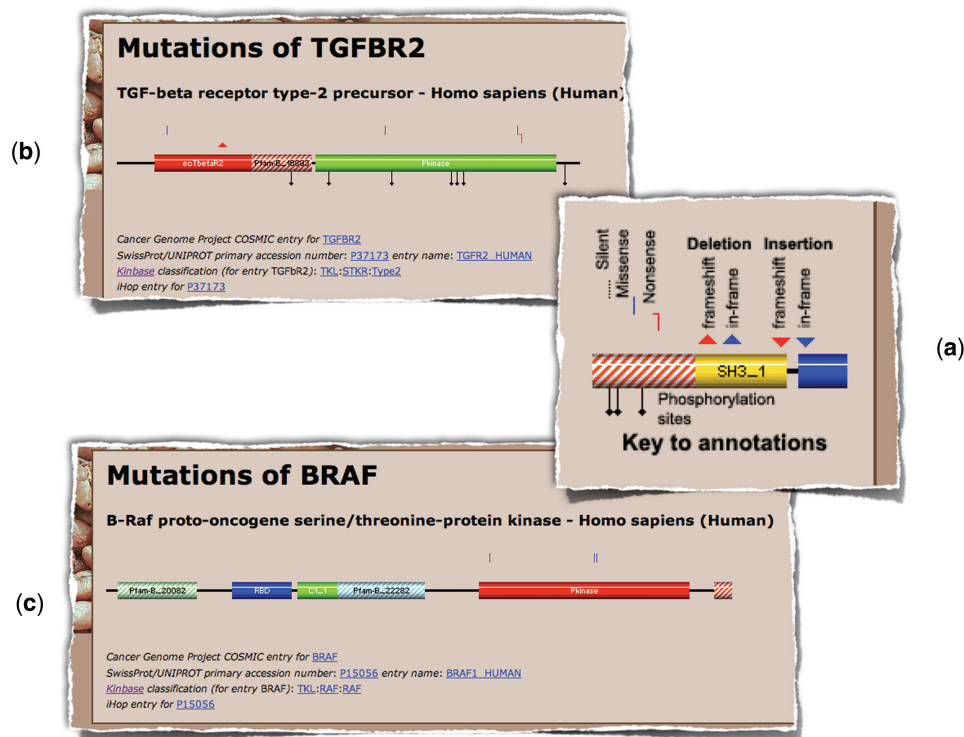 Mutations of TGFBR2
TGF-beta receptor type-2 precursor - Homo sapiens (Human)
(b)
ecTbetaR2 Pfam-B_16893 Pkinase
Cancer Genome Project COSMIC entry for TGFBR2
SwissProt/UNIPROT primary accession number: P37173 entry name: TGFR2_HUMAN
Kinbase classification (for entry TGFbR2): TKL:STKR:Type2
iHop entry for P37173
Silent
Missense
Nonsense
Deletion Insertion
frameshift
in-frame
frameshift
in-frame
(a)
SH3_1
Phosphorylation
sites
Key to annotations
Mutations of BRAF
B-Raf proto-oncogene serine/threonine-protein kinase - Homo sapiens (Human)
(c)
Pfam-B_20082 RBD C1_1 Pfam-B_22282 Pkinase
Cancer Genome Project COSMIC entry for BRAF
SwissProt/UNIPROT primary accession number: P15056 entry name: BRAF1_HUMAN
Kinbase classification (for entry BRAF): TKL:RAF:RAF
iHop entry for P15056